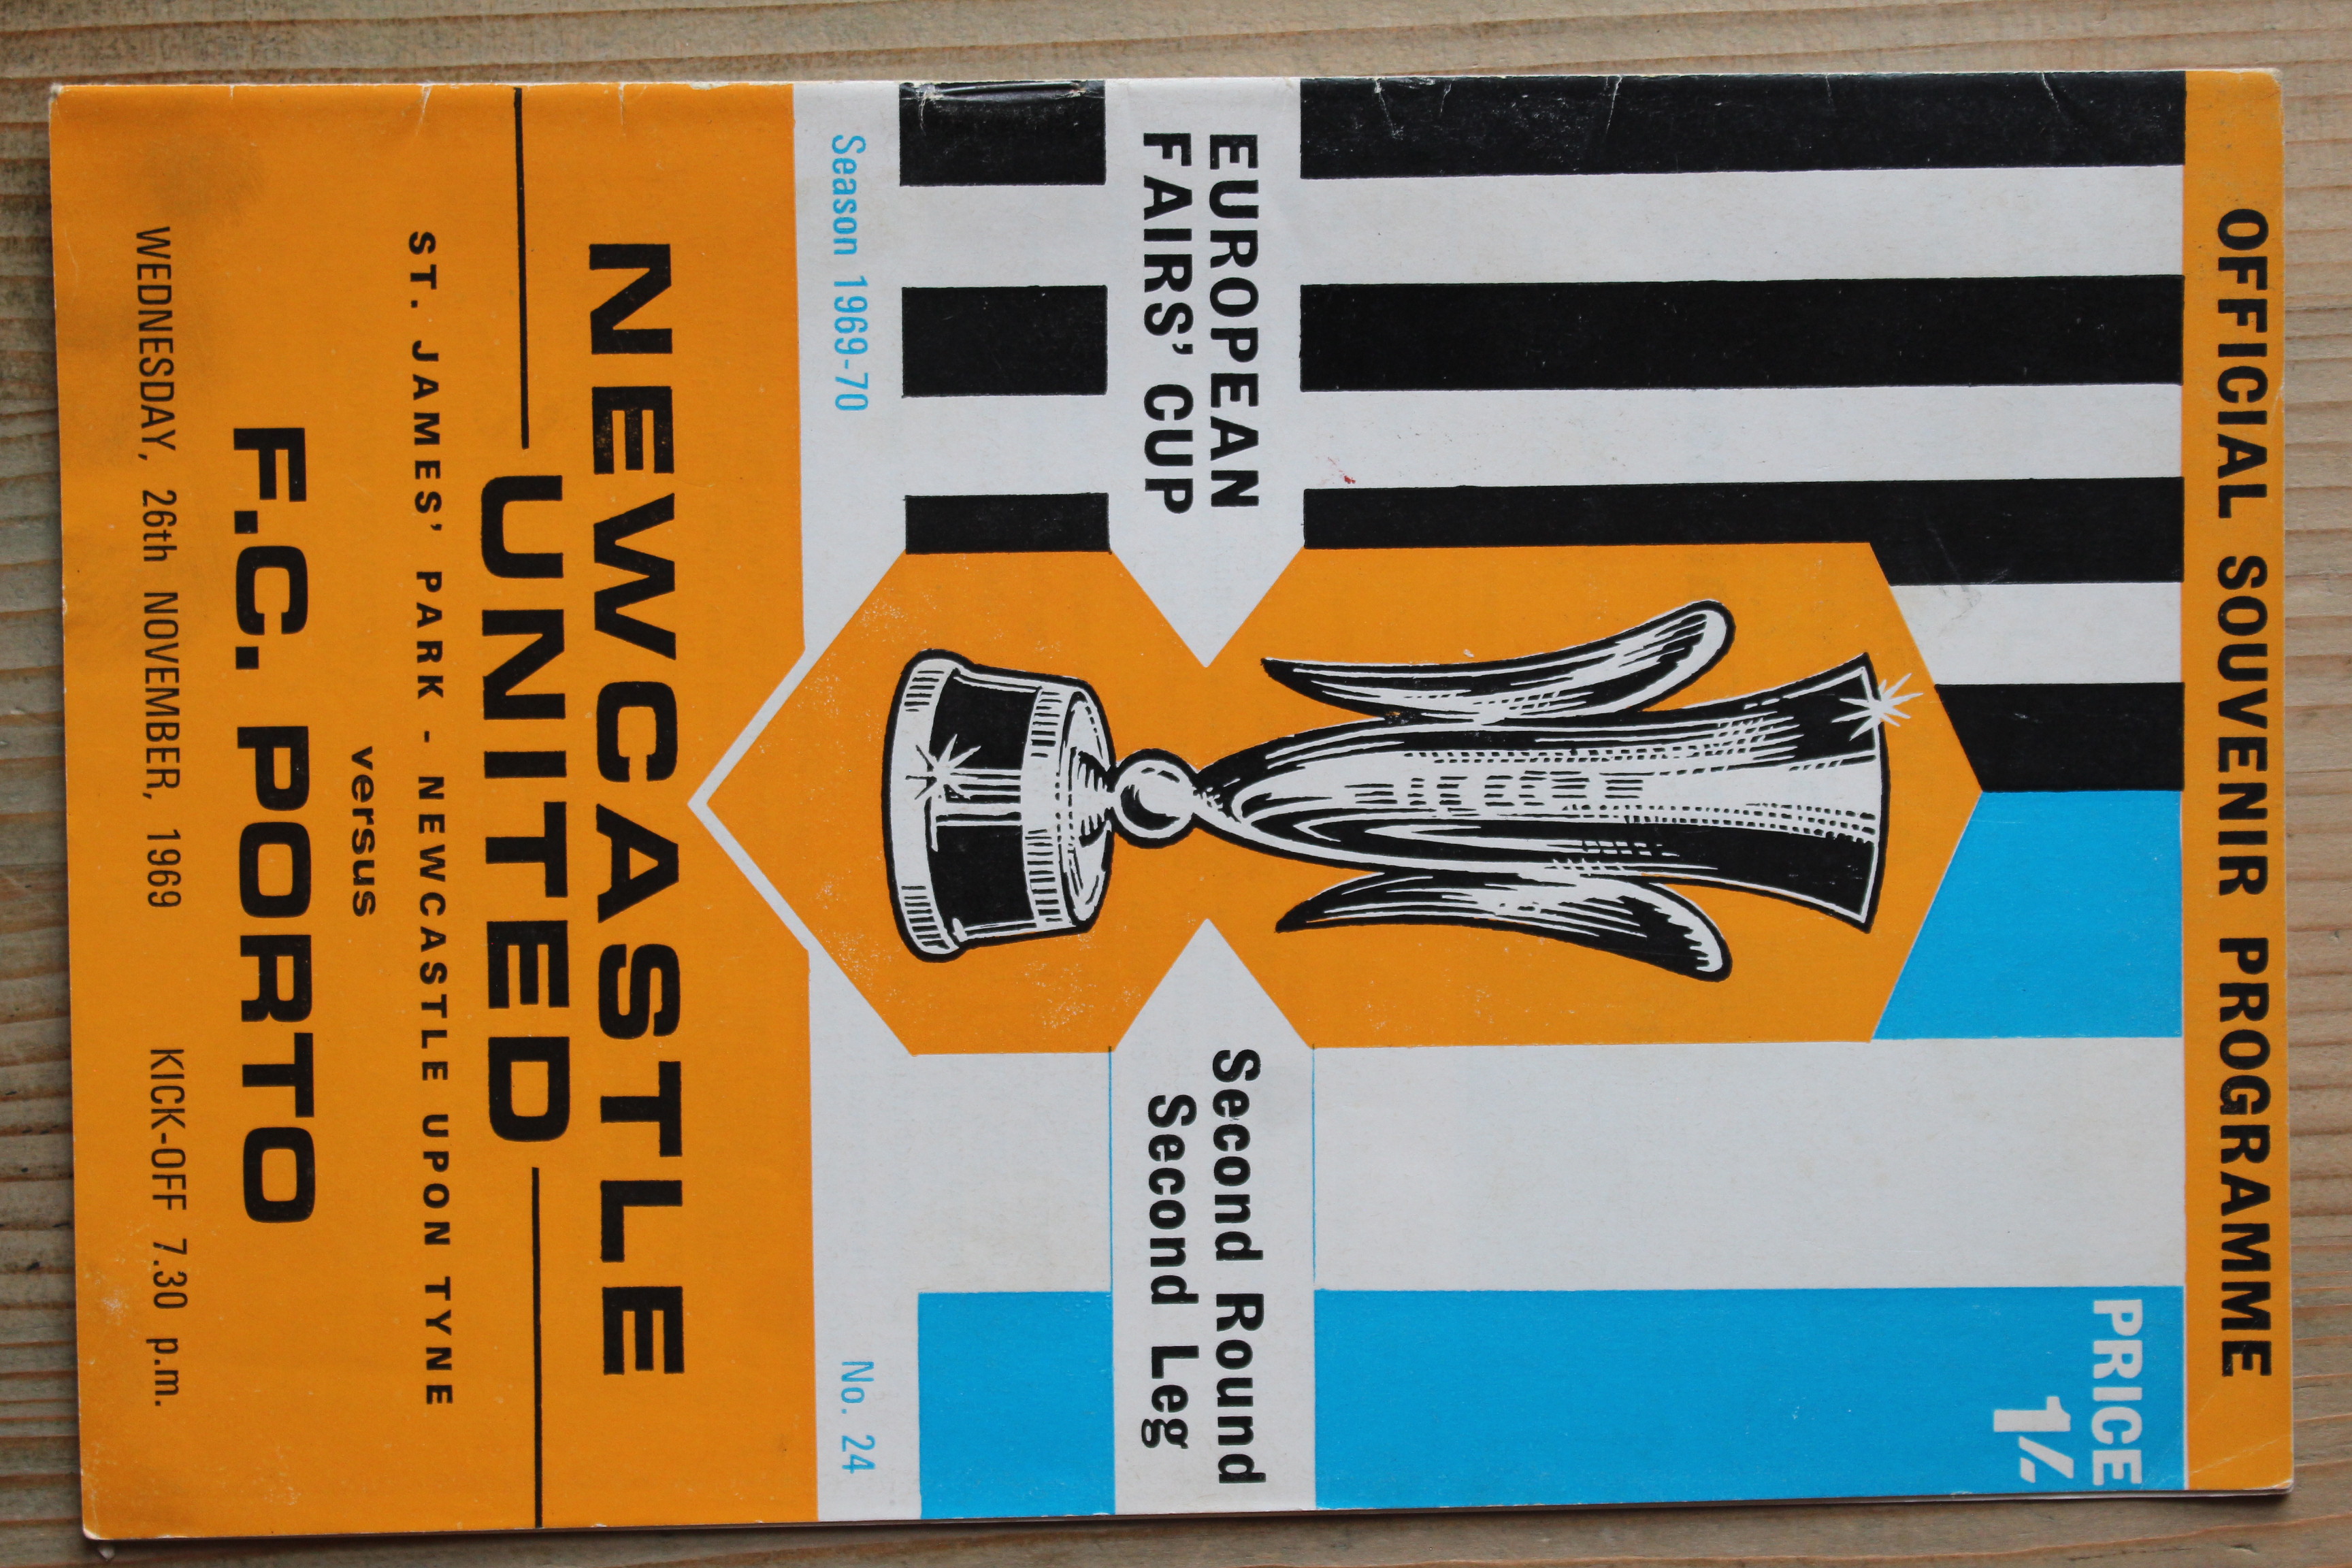 OFFICIAL SOUVENIR PROGRAMME
PRICE
1/-
EUROPEAN
FAIRS' CUP
Second Round
Second Leg
Season 1969-70
No. 24
NEWCASTLE
UNITED
ST. JAMES' PARK - NEWCASTLE UPON TYNE
versus
F.C. PORTO
WEDNESDAY, 26th NOVEMBER, 1969 KICK-OFF 7.30 p.m.